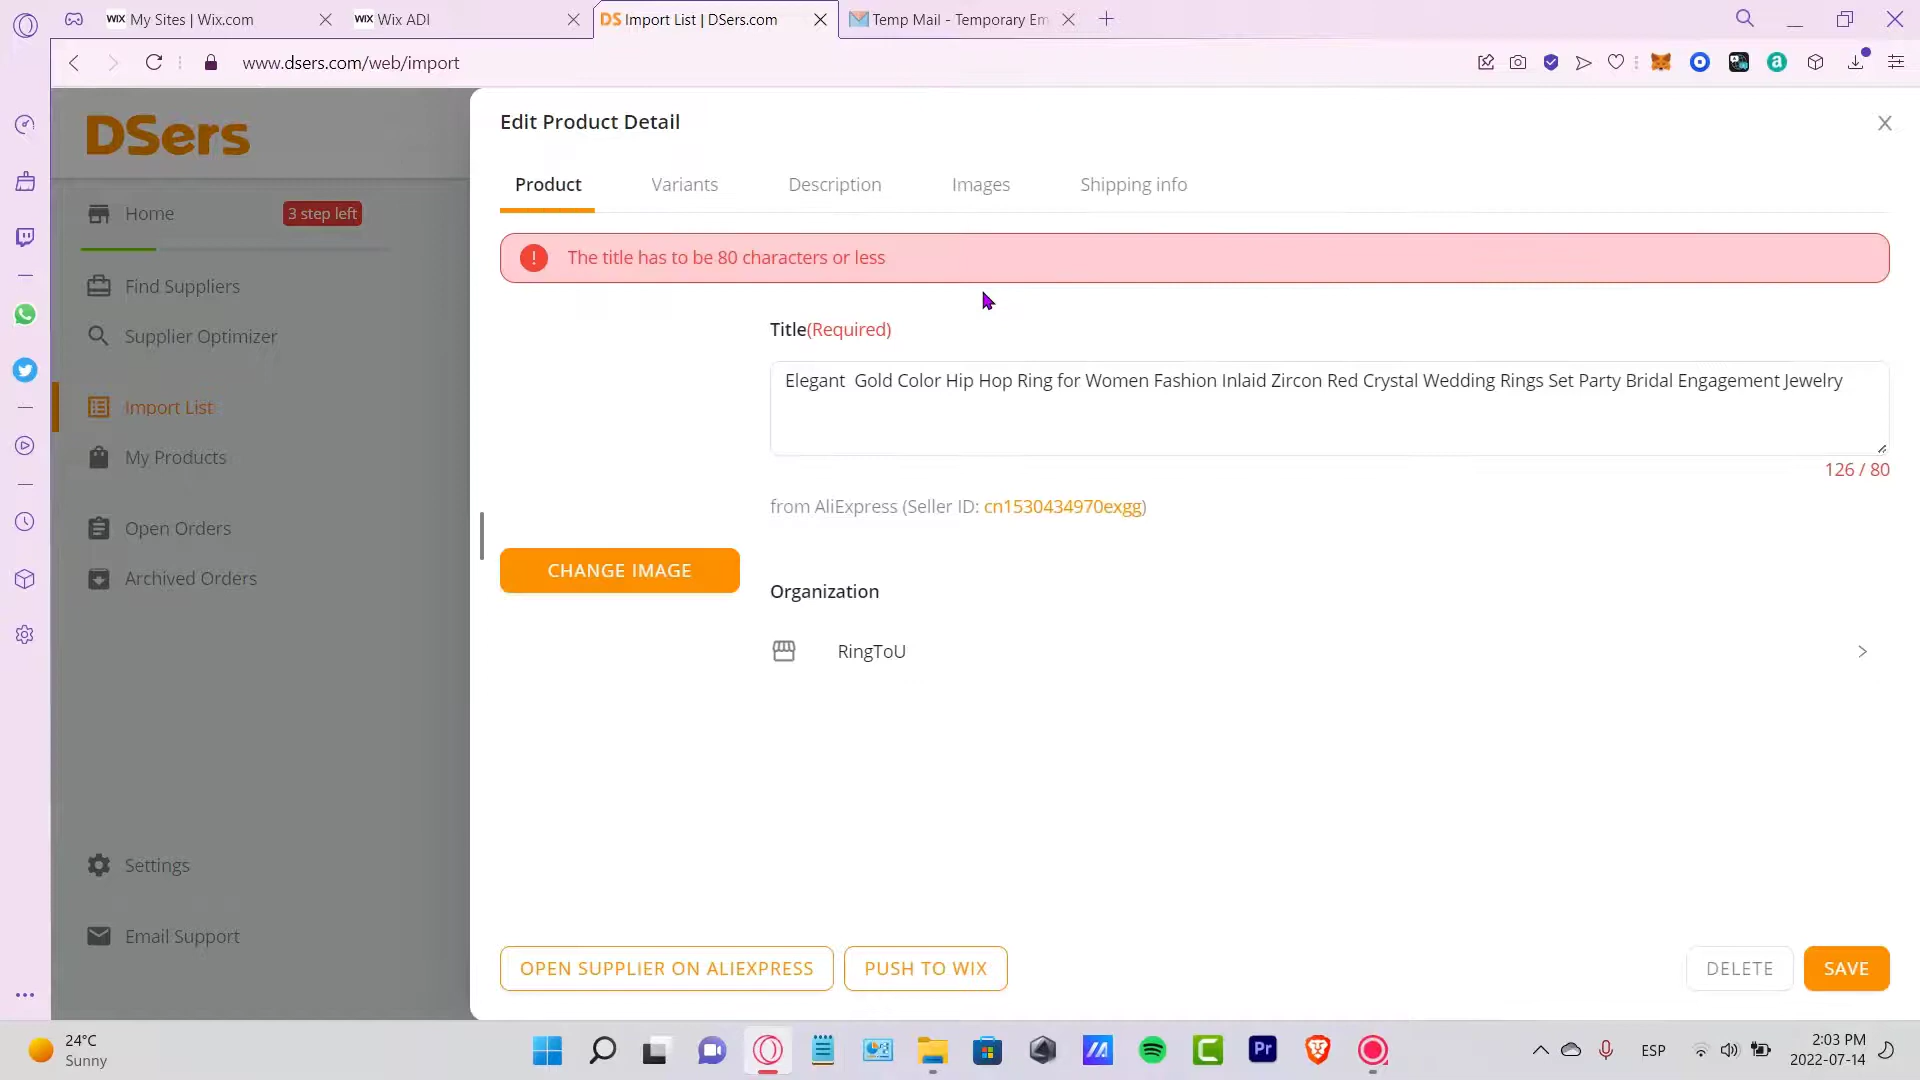 WIX My Sites | Wix.com
WIX Wix ADI
DS Import List | DSers.com
Temp Mail - Temporary Em
www.dsers.com/web/import
DSers
Edit Product Detail
Product
Variants
Description
Images
Shipping info
Home
3 step left
The title has to be 80 characters or less
Find Suppliers
Title(Required)
Supplier Optimizer
Elegant  Gold Color Hip Hop Ring for Women Fashion Inlaid Zircon Red Crystal Wedding Rings Set Party Bridal Engagement Jewelry
Import List
My Products
126 / 80
from AliExpress (Seller ID: cn1530434970exgg)
Open Orders
CHANGE IMAGE
Archived Orders
Organization
RingToU
Settings
Email Support
OPEN SUPPLIER ON ALIEXPRESS
PUSH TO WIX
DELETE
SAVE
24°C
Sunny
Pr
ESP
2:03 PM
2022-07-14